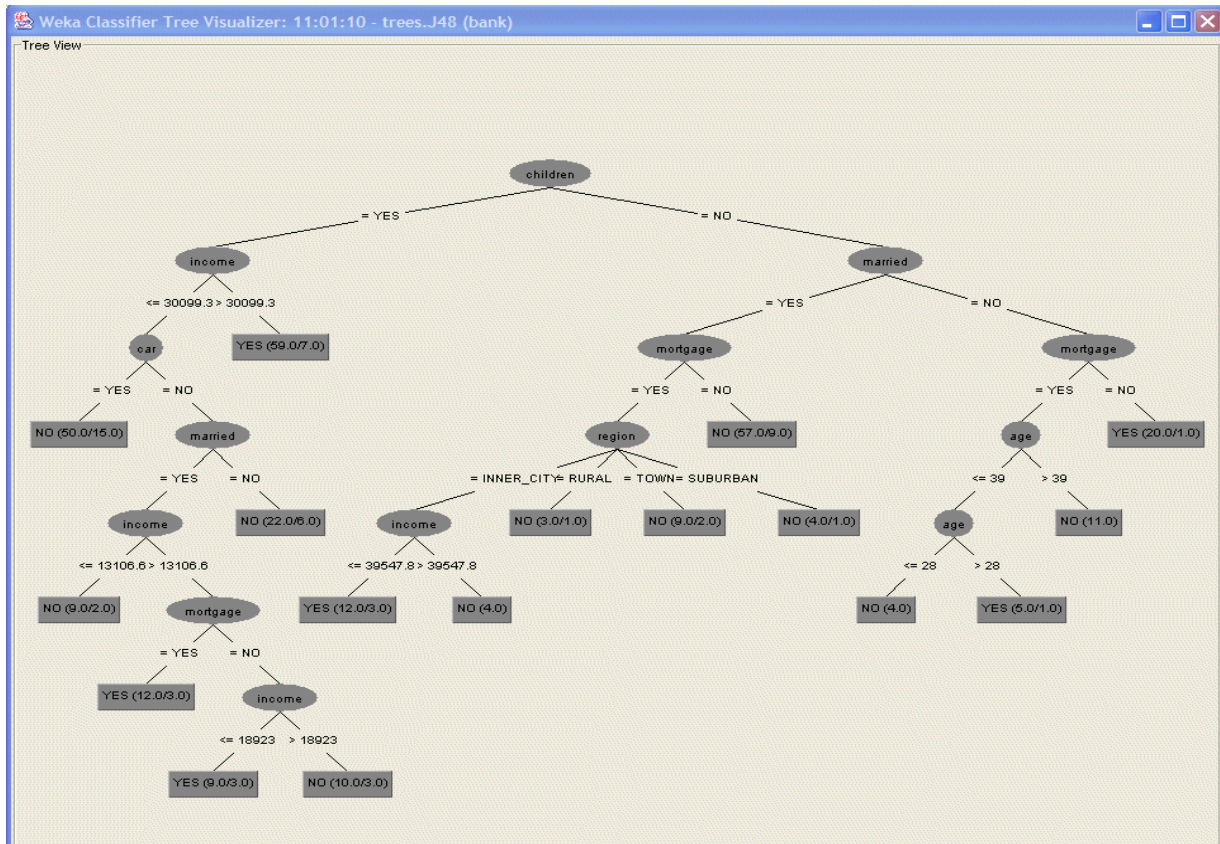 Weka Classifier Tree Visualizer: 11:01:10 - trees.J48 (bank)
Tree View
children
= YES = NO
income married
<= 30099.3 > 30099.3 = YES = NO
car YES (59.0/7.0) mortgage mortgage
= YES = NO = YES = NO = YES = NO
NO (50.0/15.0) married region NO (57.0/9.0) age YES (20.0/1.0)
= YES = NO = INNER_CITY = RURAL = TOWN = SUBURBAN <= 39 > 39
income NO (22.0/6.0) income NO (3.0/1.0) NO (9.0/2.0) NO (4.0/1.0) age NO (11.0)
<= 13106.6 > 13106.6 <= 39547.8 > 39547.8 <= 28 > 28
NO (9.0/2.0) mortgage YES (12.0/3.0) NO (4.0) NO (4.0) YES (5.0/1.0)
= YES = NO
YES (12.0/3.0) income
<= 18923 > 18923
YES (9.0/3.0) NO (10.0/3.0)